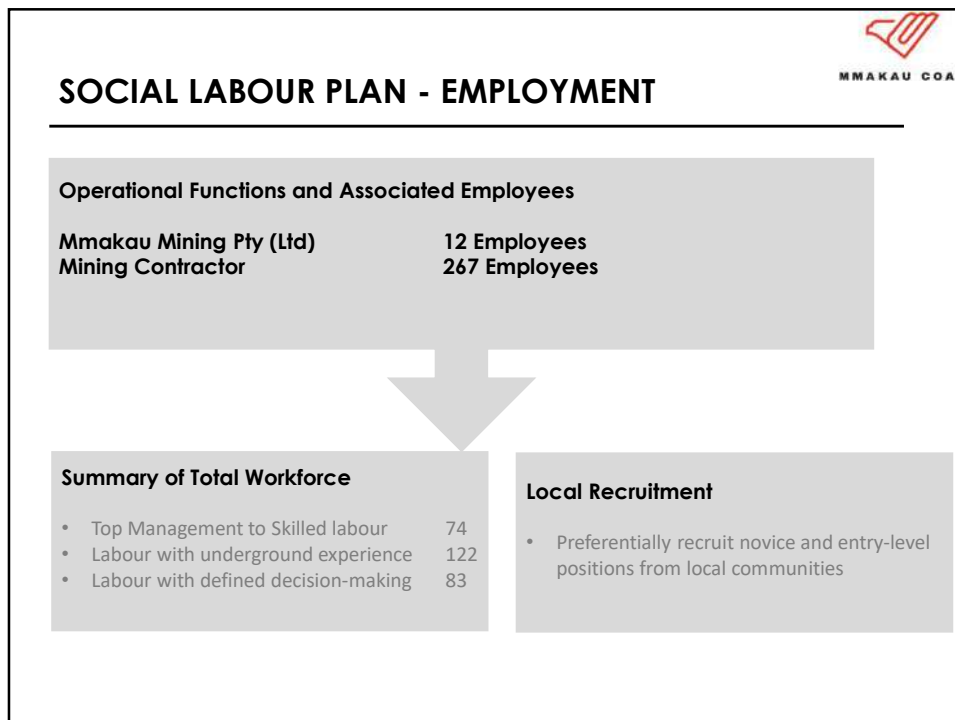 MMAKAU COA
SOCIAL LABOUR PLAN - EMPLOYMENT
Operational Functions and Associated Employees
Mmakau Mining Pty (Ltd) 12 Employees
Mining Contractor 267 Employees
Summary of Total Workforce
• Top Management to Skilled labour 74
• Labour with underground experience 122
• Labour with defined decision-making 83
Local Recruitment
• Preferentially recruit novice and entry-level
positions from local communities